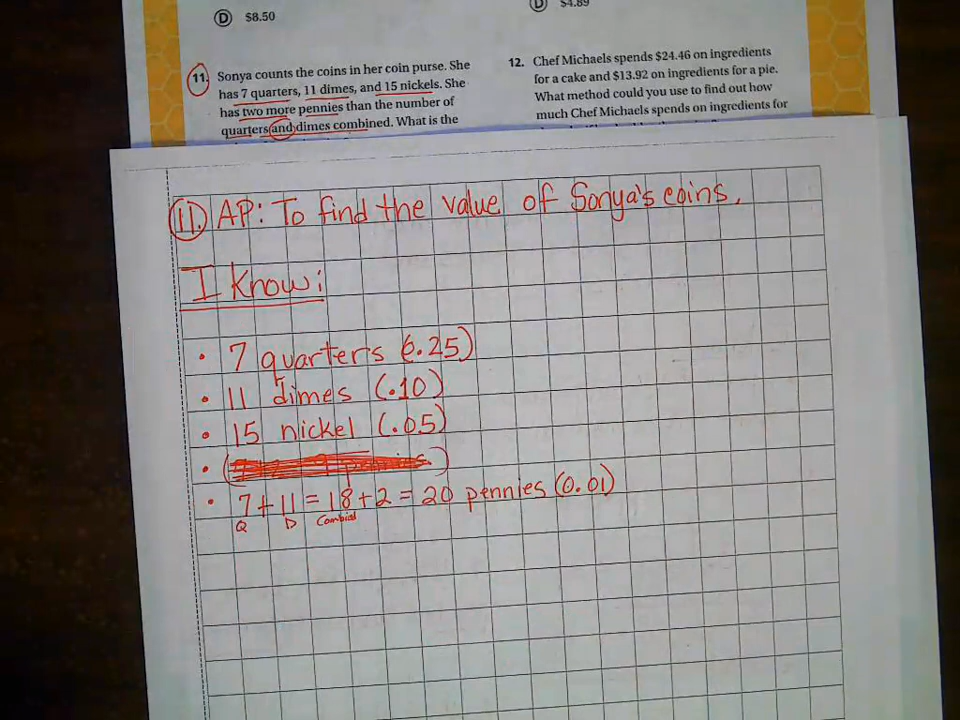 D $8.50
D $4.89
11. Sonya counts the coins in her coin purse. She
has 7 quarters, 11 dimes, and 15 nickels. She
has two more pennies than the number of
quarters and dimes combined. What is the
12. Chef Michaels spends $24.46 on ingredients
for a cake and $13.92 on ingredients for a pie.
What method could you use to find out how
much Chef Michaels spends on ingredients for
11. AP: To find the value of Sonya's coins.
I know:
• 7 quarters (0.25)
• 11 dimes (.10)
• 15 nickel (.05)
• ( pennies. )
• 7 + 11 = 18 + 2 = 20 pennies (0.01)
Q D Combined